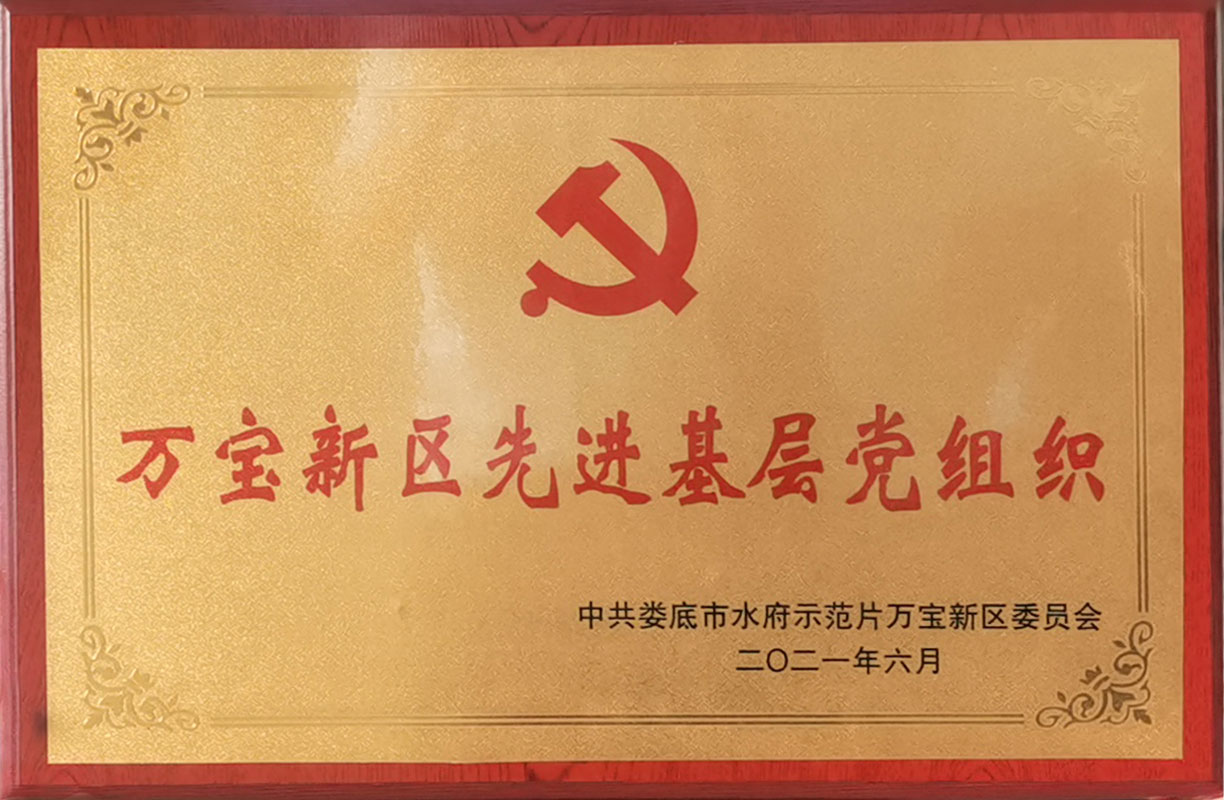 万宝新区先进基层党组织
中共娄底市水府示范片万宝新区委员会
二〇二一年六月